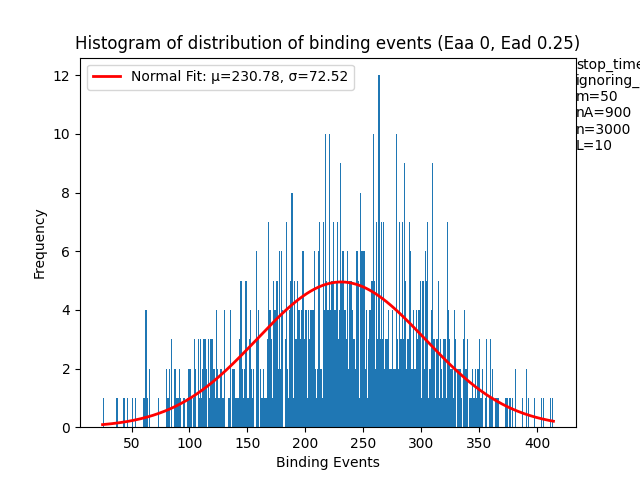 Histogram of distribution of binding events (Eaa 0, Ead 0.25)
Normal Fit: μ=230.78, σ=72.52
stop_time
ignoring_
m=50
nA=900
n=3000
L=10
12
10
8
6
4
2
0
Frequency
50 100 150 200 250 300 350 400
Binding Events